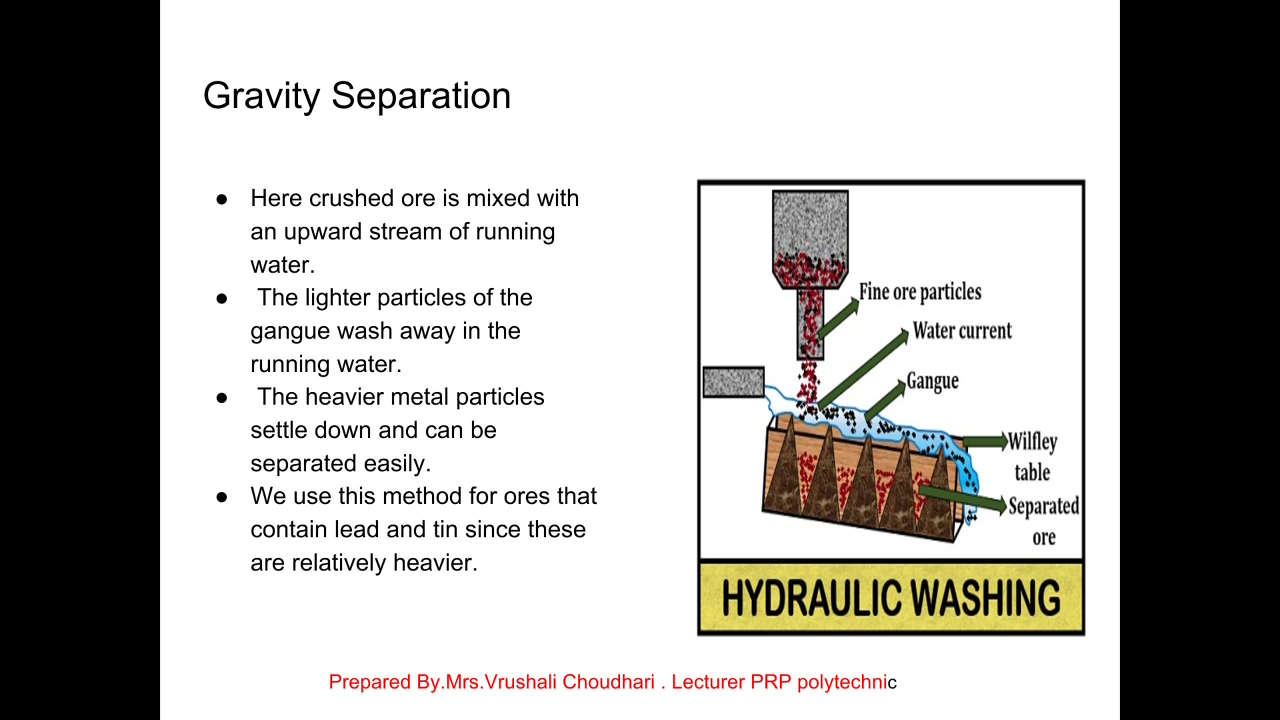 Gravity Separation
● Here crushed ore is mixed with
an upward stream of running
water.
● The lighter particles of the
gangue wash away in the
running water.
● The heavier metal particles
settle down and can be
separated easily.
● We use this method for ores that
contain lead and tin since these
are relatively heavier.
Fine ore particles
Water current
Gangue
Wilfley
table
Separated
ore
HYDRAULIC WASHING
Prepared By.Mrs.Vrushali Choudhari . Lecturer PRP polytechnic